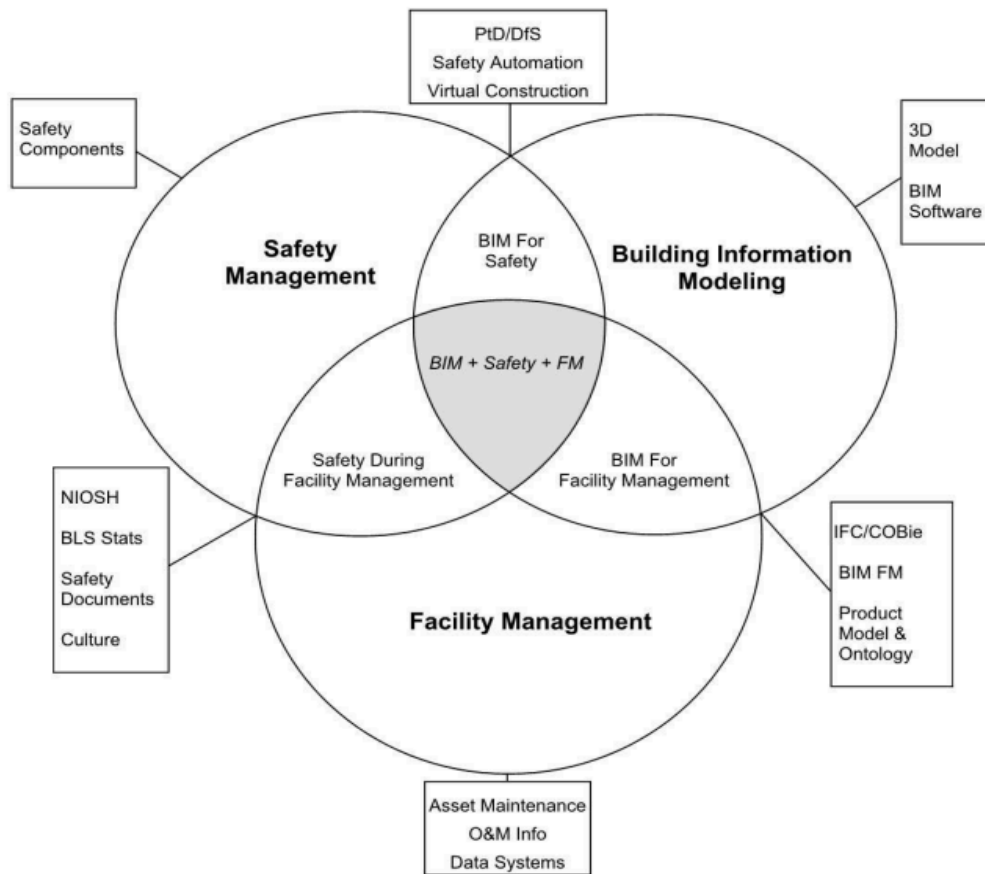 PtD/DfS
Safety Automation
Virtual Construction
Safety
Components
3D
Model
BIM
Software
Safety
Management
BIM For
Safety
Building Information
Modeling
BIM + Safety + FM
Safety During
Facility Management
BIM For
Facility Management
NIOSH
BLS Stats
Safety
Documents
Culture
IFC/COBie
BIM FM
Product
Model &
Ontology
Facility Management
Asset Maintenance
O&M Info
Data Systems